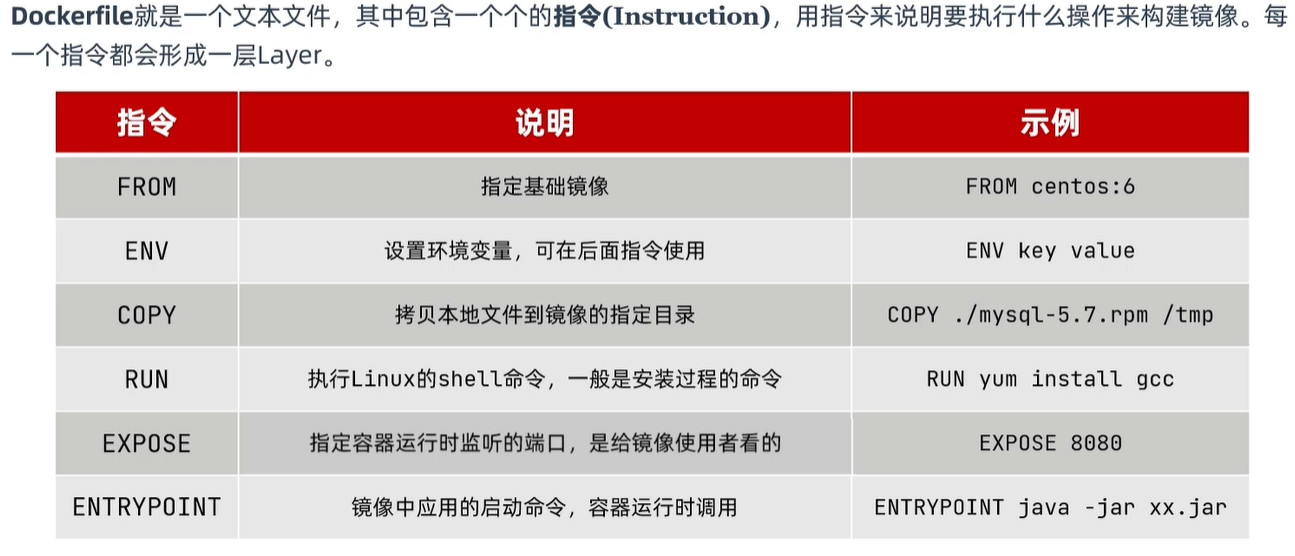 Dockerfile就是一个文本文件，其中包含一个个的指令(Instruction)，用指令来说明要执行什么操作来构建镜像。每
一个指令都会形成一层Layer。
指令 说明 示例
FROM 指定基础镜像 FROM centos:6
ENV 设置环境变量，可在后面指令使用 ENV key value
COPY 拷贝本地文件到镜像的指定目录 COPY ./mysql-5.7.rpm /tmp
RUN 执行Linux的shell命令，一般是安装过程的命令 RUN yum install gcc
EXPOSE 指定容器运行时监听的端口，是给镜像使用者看的 EXPOSE 8080
ENTRYPOINT 镜像中应用的启动命令，容器运行时调用 ENTRYPOINT java -jar xx.jar